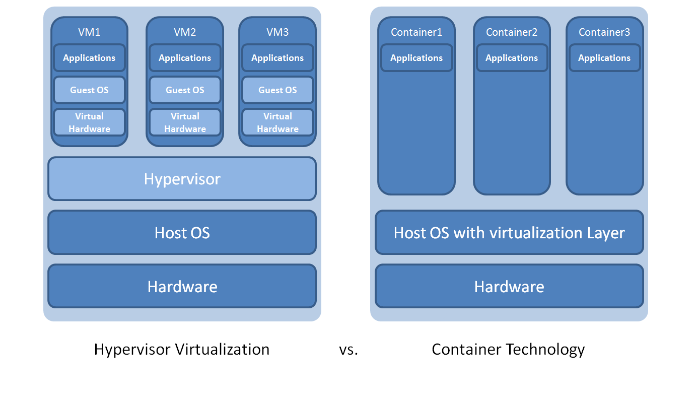 VM1
Applications
Guest OS
Virtual
Hardware
VM2
Applications
Guest OS
Virtual
Hardware
VM3
Applications
Guest OS
Virtual
Hardware
Hypervisor
Host OS
Hardware
Container1
Applications
Container2
Applications
Container3
Applications
Host OS with virtualization Layer
Hardware
Hypervisor Virtualization vs. Container Technology